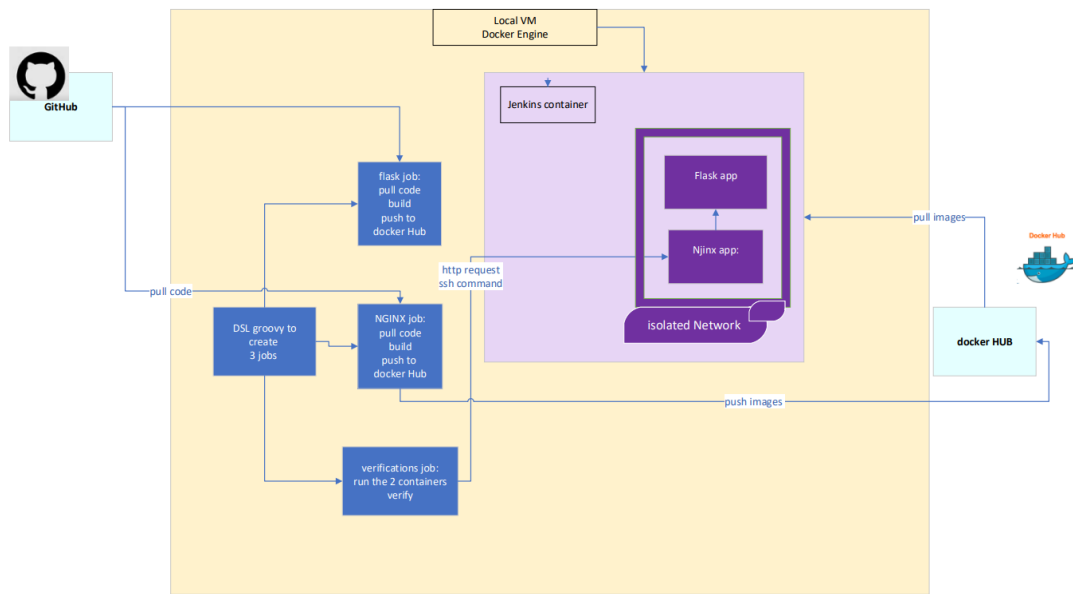 Local VM
Docker Engine
GitHub
Jenkins container
flask job:
pull code
build
push to
docker Hub
Flask app
pull images
Docker Hub
http request
ssh command
Njinx app:
pull code
DSL groovy to
create
3 jobs
NGINX job:
pull code
build
push to
docker Hub
isolated Network
docker HUB
push images
verifications job:
run the 2 containers
verify